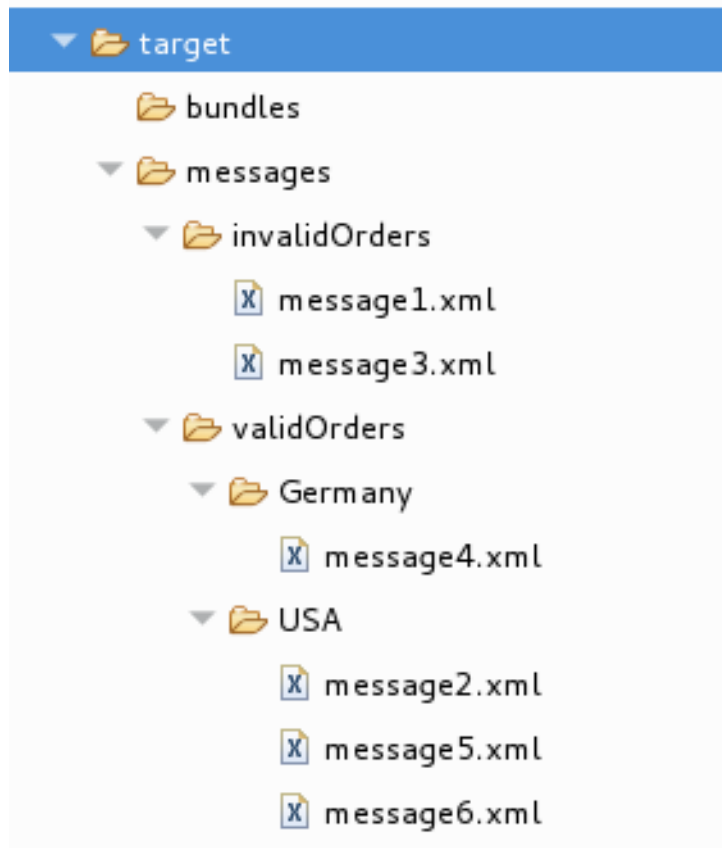 target
bundles
messages
invalidOrders
message1.xml
message3.xml
validOrders
Germany
message4.xml
USA
message2.xml
message5.xml
message6.xml